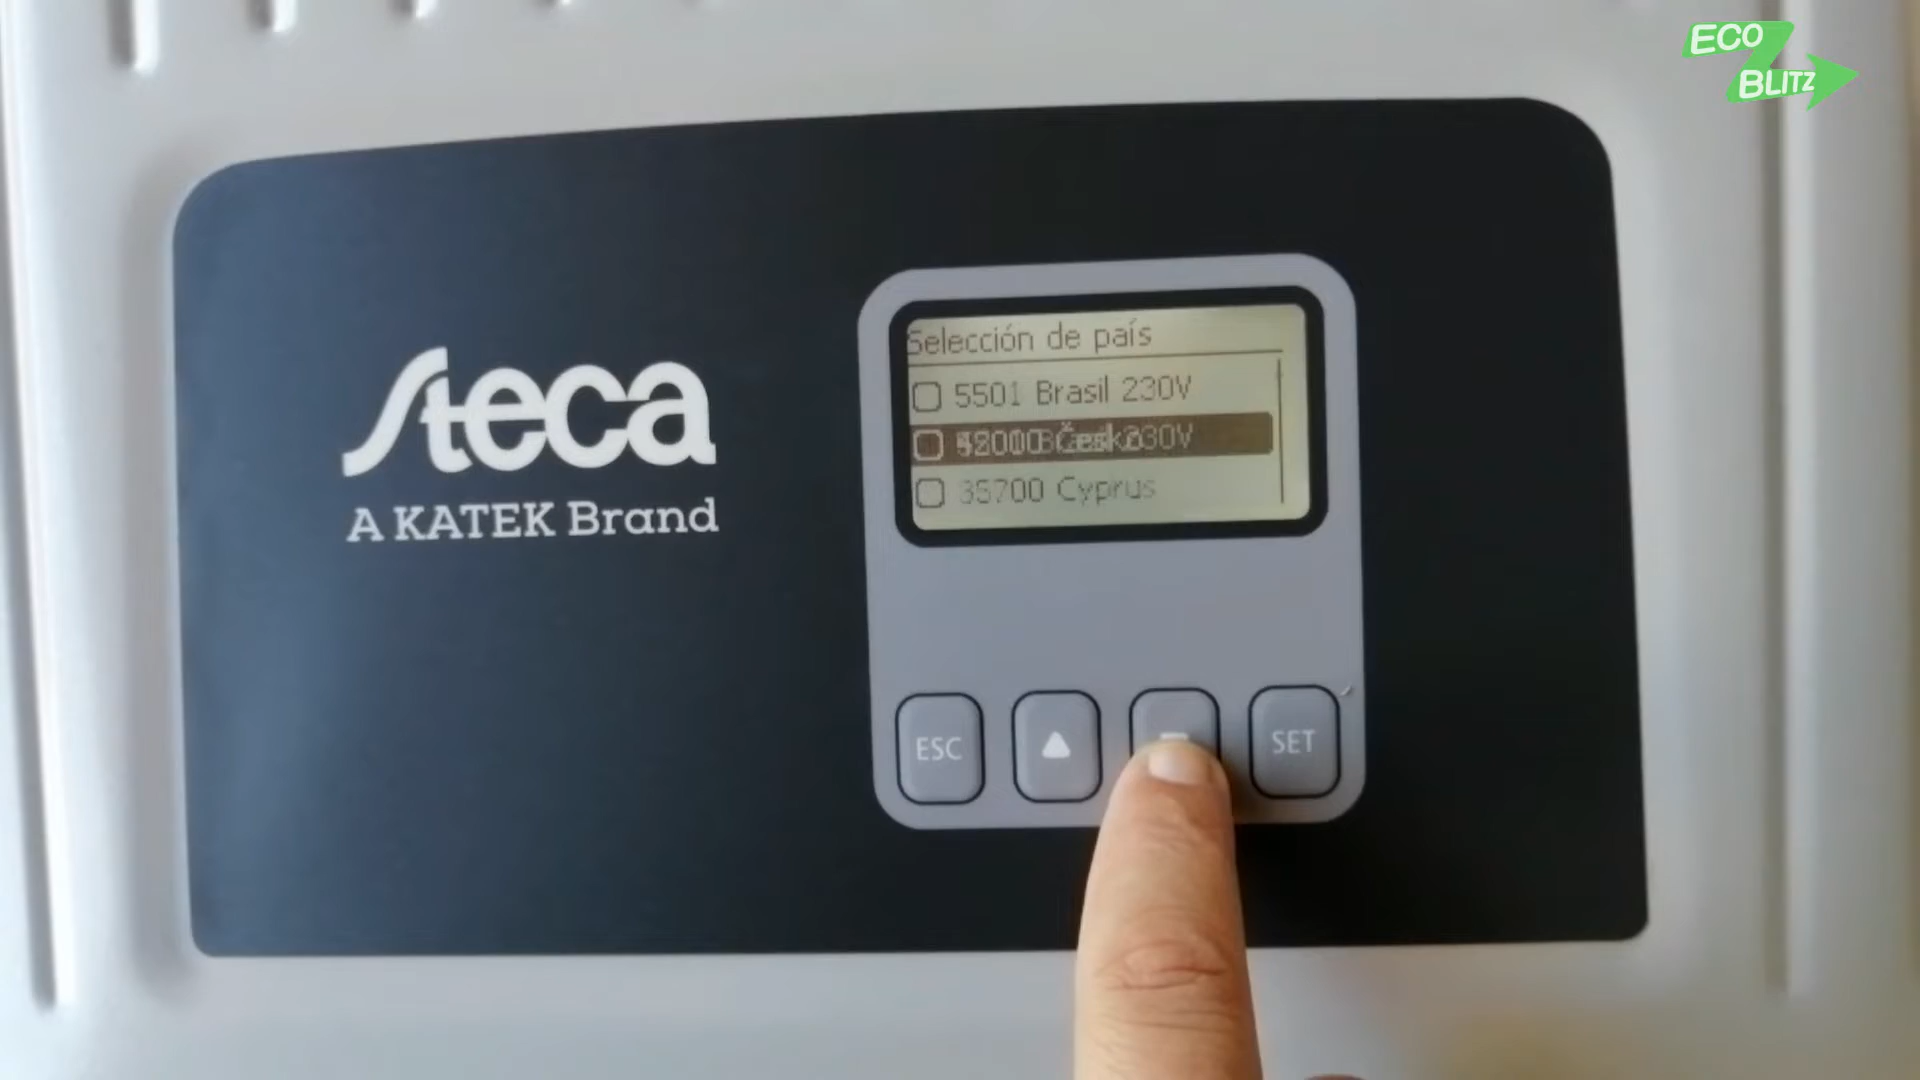 ECO
BLITZ
Steca
A KATEK Brand
Selección de país
5501 Brasil 230V
35700 Cyprus
ESC
SET